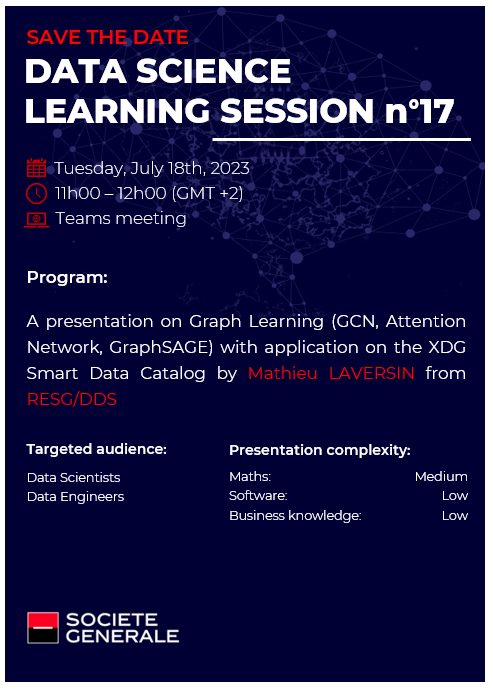 SAVE THE DATE
DATA SCIENCE
LEARNING SESSION n°17
Tuesday, July 18th, 2023
11h00 – 12h00 (GMT +2)
Teams meeting
Program:
A presentation on Graph Learning (GCN, Attention
Network, GraphSAGE) with application on the XDG
Smart Data Catalog by Mathieu LAVERSIN from
RESG/DDS
Targeted audience:
Data Scientists
Data Engineers
Presentation complexity:
Maths: Medium
Software: Low
Business knowledge: Low
SOCIETE
GENERALE